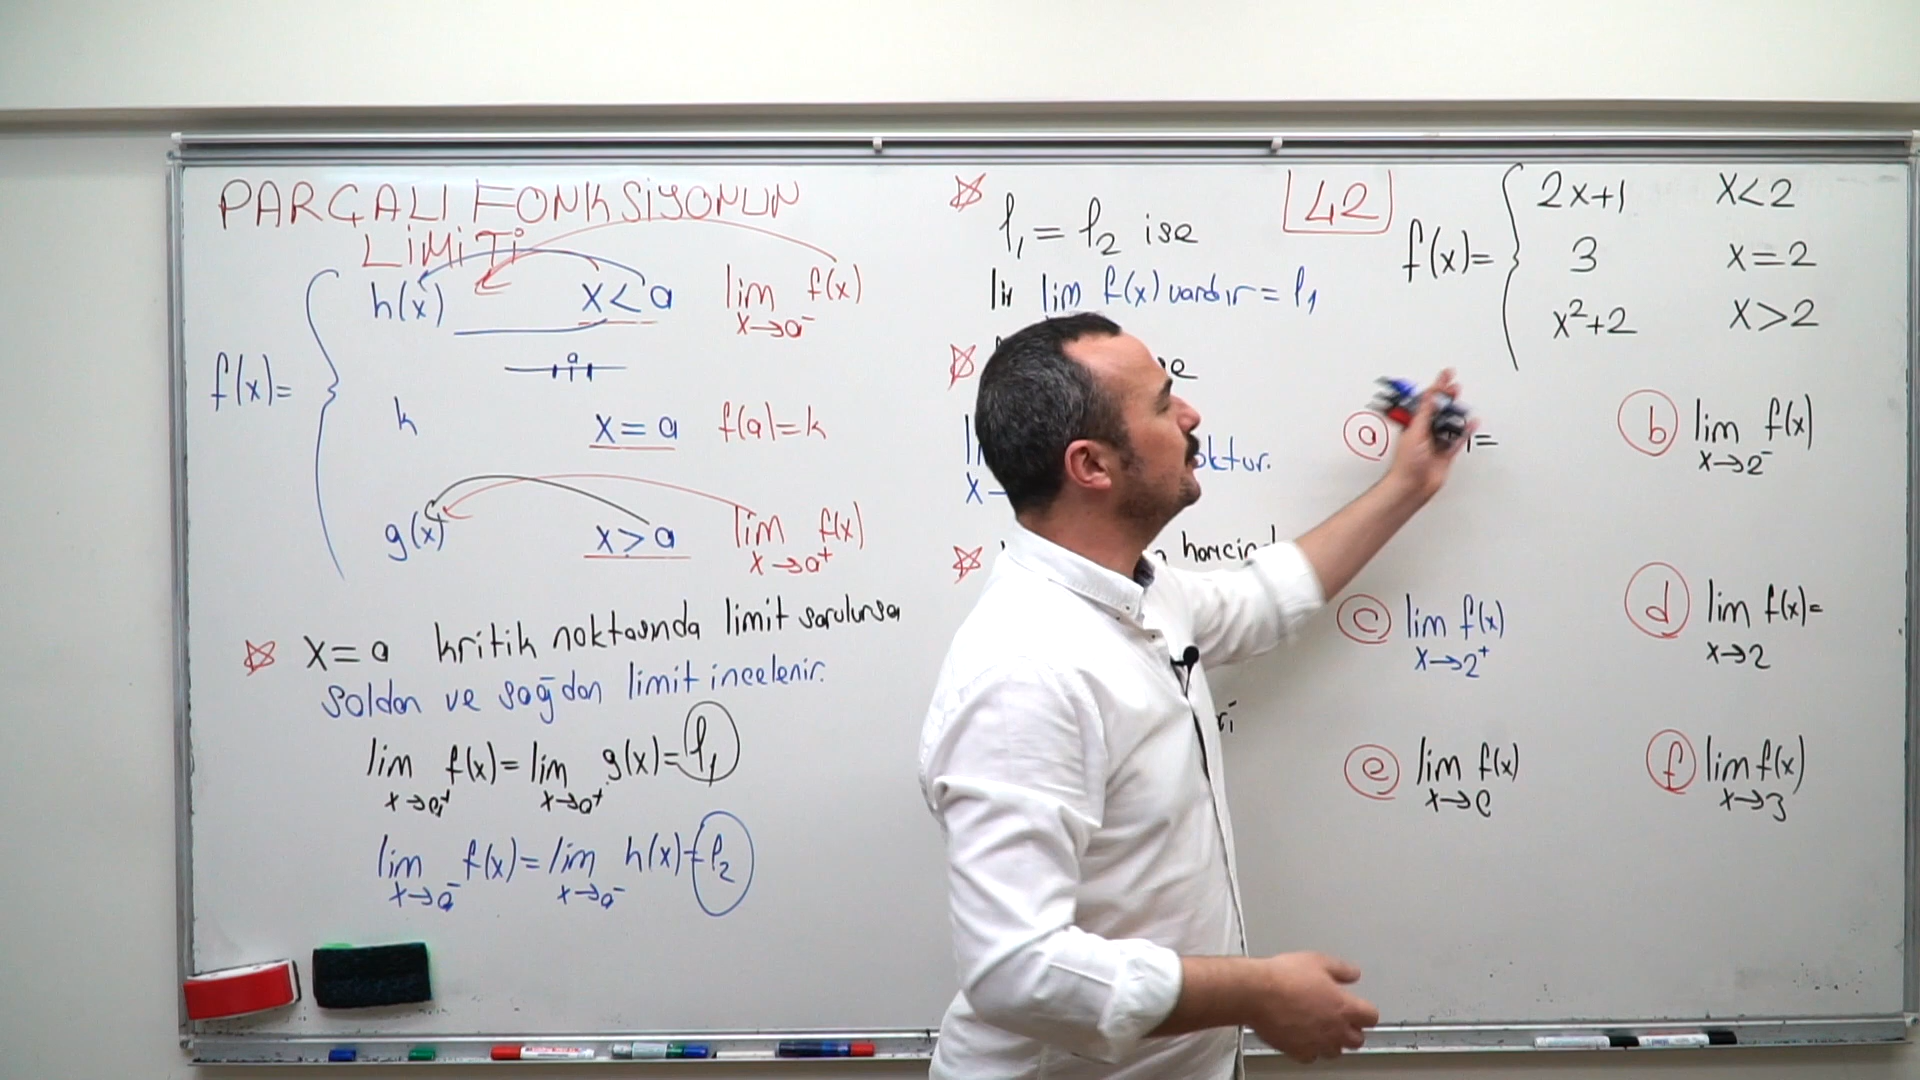 PARÇALI FONKSİYONUN
LİMİTİ
f(x)=
h(x) x<a lim f(x)
x→a⁻
a
k x=a f(a)=k
g(x) x>a lim f(x)
x→a⁺
x=a kritik noktasında limit sorulursa
Soldan ve sağdan limit incelenir.
lim f(x)=lim g(x)=l₁
x→a⁺ x→a⁺
lim f(x)=lim h(x)=l₂
x→a⁻ x→a⁻
l₁=l₂ ise
lim f(x) vardır=l₁
42
f(x)=
2x+1 x<2
3 x=2
x²+2 x>2
a =
b lim f(x)
x→2⁻
c lim f(x)
x→2⁺
d lim f(x)=
x→2
e lim f(x)
x→0
f lim f(x)
x→3